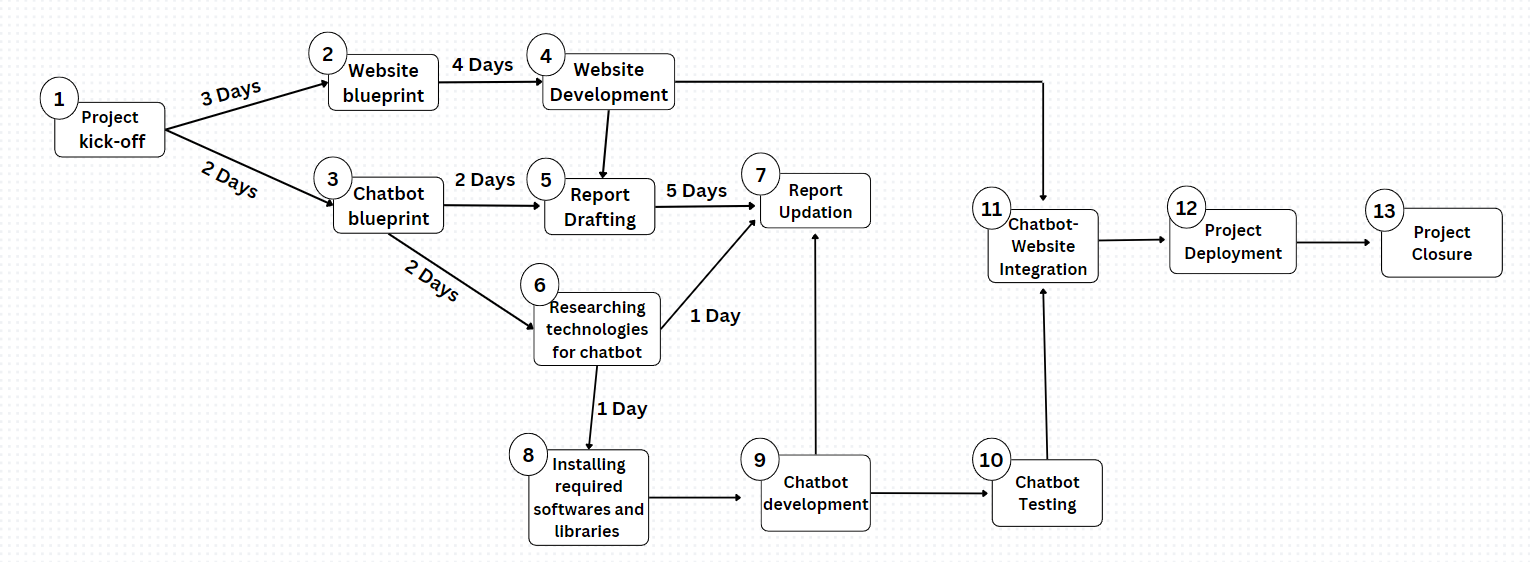 1
Project
kick-off
3 Days
2 Days
2
Website
blueprint
4 Days
4
Website
Development
3
Chatbot
blueprint
2 Days
5
Report
Drafting
5 Days
7
Report
Updation
2 Days
6
Researching
technologies
for chatbot
1 Day
1 Day
8
Installing
required
softwares and
libraries
9
Chatbot
development
10
Chatbot
Testing
11
Chatbot-
Website
Integration
12
Project
Deployment
13
Project
Closure